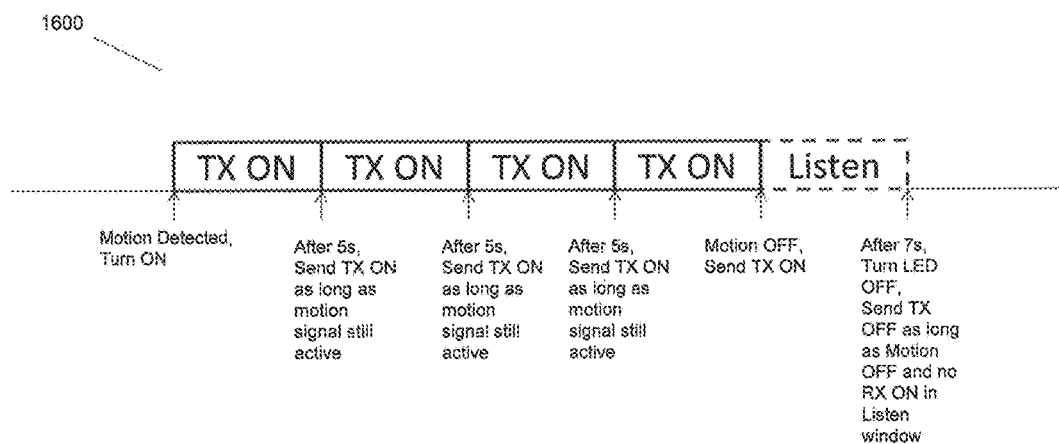 1600
TX ON TX ON TX ON TX ON Listen
Motion Detected,
Turn ON
After 5s,
Send TX ON
as long as
motion
signal still
active
After 5s,
Send TX ON
as long as
motion
signal still
active
After 5s,
Send TX ON
as long as
motion
signal still
active
Motion OFF,
Send TX ON
After 7s,
Turn LED
OFF,
Send TX
OFF as long
as Motion
OFF and no
RX ON in
Listen
window